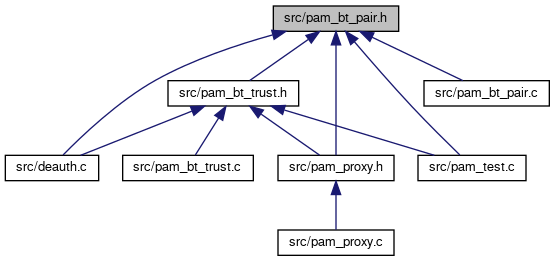 src/pam_bt_pair.h
src/pam_bt_trust.h
src/pam_bt_pair.c
src/deauth.c
src/pam_bt_trust.c
src/pam_proxy.h
src/pam_test.c
src/pam_proxy.c